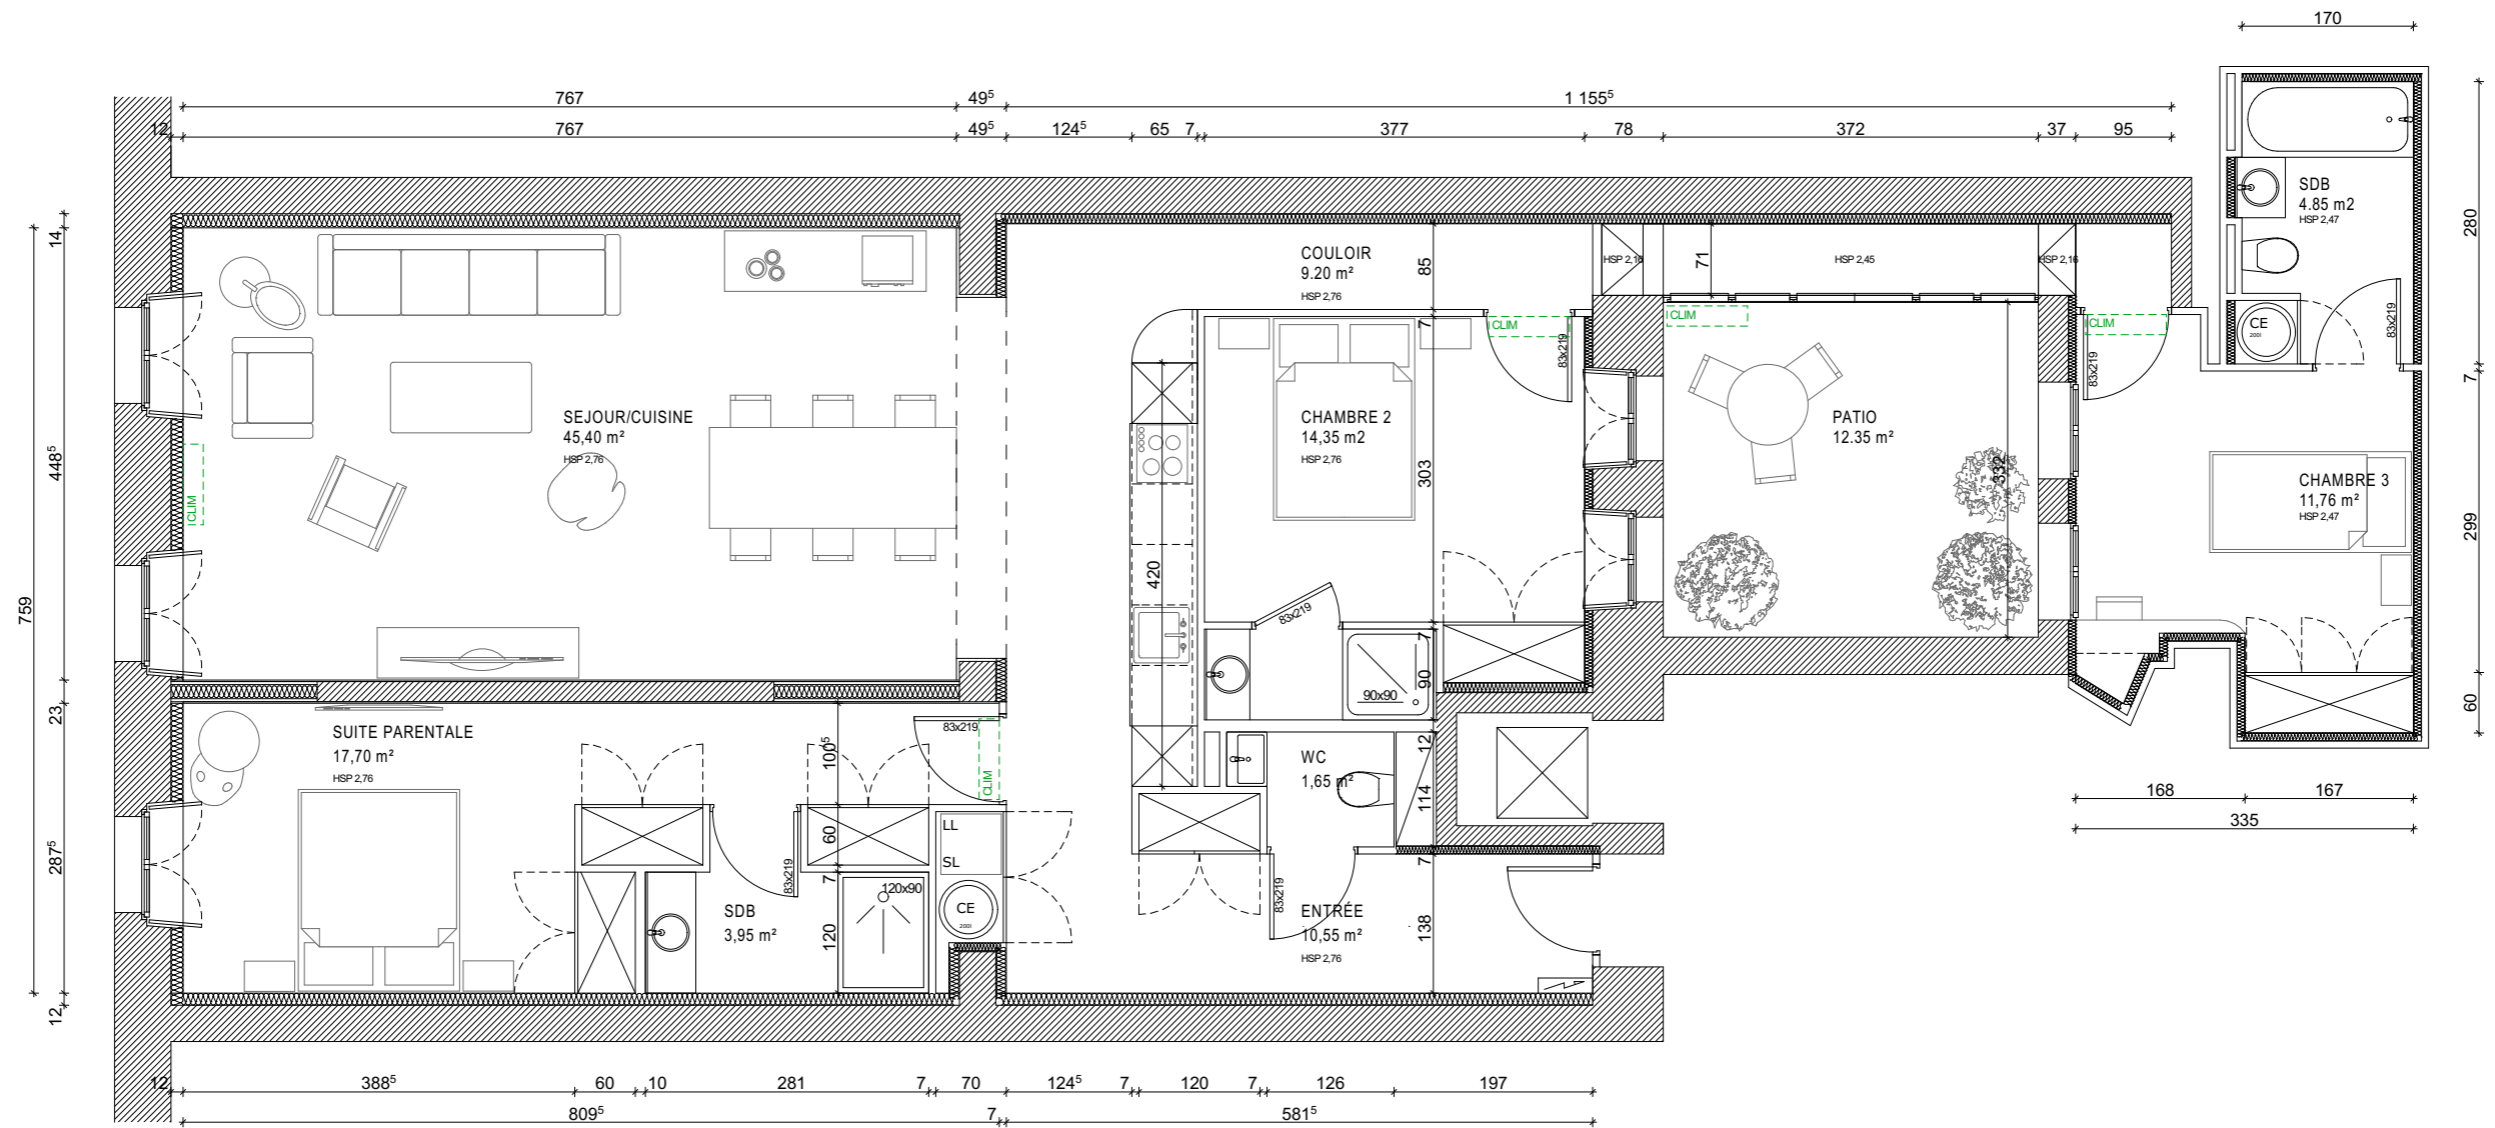 170
767
49⁵
1 155⁵
12
767
49⁵
124⁵
65
7
377
78
372
37
95
SDB
4.85 m2
HSP 2,47
280
14
COULOIR
9.20 m²
HSP 2,76
85
HSP 2,16
71
HSP 2,45
HSP 2,16
CE
200l
83x219
7
CLIM
83x219
CLIM
CLIM
83x219
7
SEJOUR/CUISINE
45,40 m²
HSP 2,76
CHAMBRE 2
14,35 m2
HSP 2,76
PATIO
12.35 m²
448⁵
303
332
CHAMBRE 3
11,76 m²
HSP 2,47
CLIM
299
759
420
83x219
7
90
90x90
60
23
SUITE PARENTALE
17,70 m²
HSP 2,76
83x219
100⁵
CLIM
12
WC
1,65 m²
114
168
167
335
LL
SL
60
287⁵
83x219
7
7
120x90
83x219
SDB
3,95 m²
CE
200l
120
ENTRÉE
10,55 m²
HSP 2,76
138
12
12
388⁵
60
10
281
7
70
124⁵
7
120
7
126
197
809⁵
7
581⁵